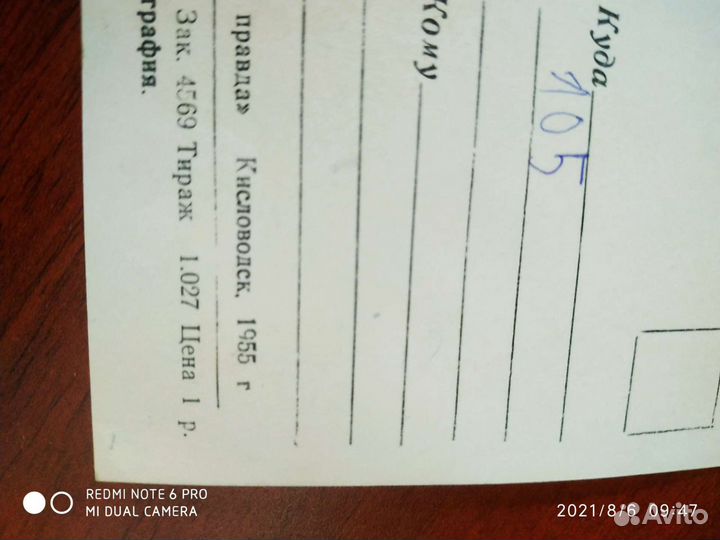 Куда
105
Кому
правда» Кисловодск, 1955 г
Зак. 4569 Тираж 1.027 Цена 1 р.
графия.
REDMI NOTE 6 PRO
MI DUAL CAMERA
2021/8/6 09:47
Avito